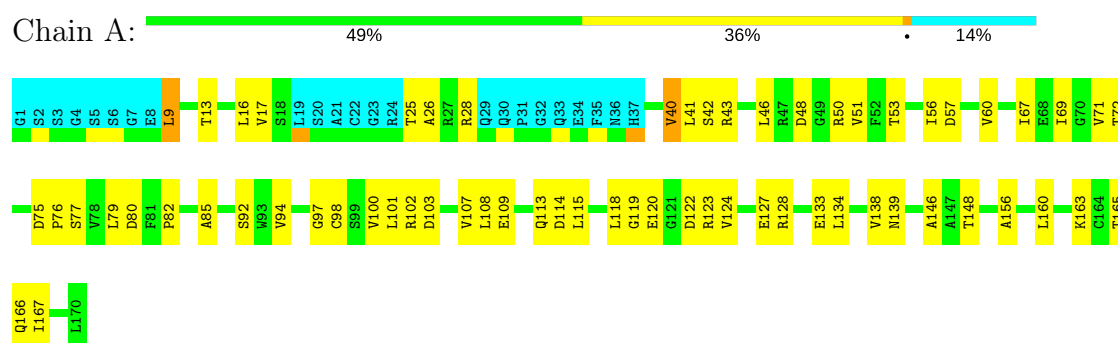 Chain A:
49% 36% • 14%
G1 S2 S3 G4 S5 S6 G7 E8 L9 T13 L16 V17 S18 L19 S20 A21 C22 G23 R24 T25 A26 R27 R28 Q29 Q30 P31 G32 Q33 E34 F35 N36 H37 V40 L41 S42 R43 L46 R47 D48 G49 R50 V51 F52 T53 I56 D57 V60 I67 E68 I69 G70 V71 T72
D75 P76 S77 V78 L79 D80 F81 P82 A85 S92 W93 V94 G97 C98 S99 V100 L101 R102 D103 V107 L108 E109 Q113 D114 L115 L118 G119 E120 G121 D122 R123 V124 E127 R128 E133 L134 V138 N139 A146 A147 T148 A156 L160 K163 C164 T165
Q166 I167 L170